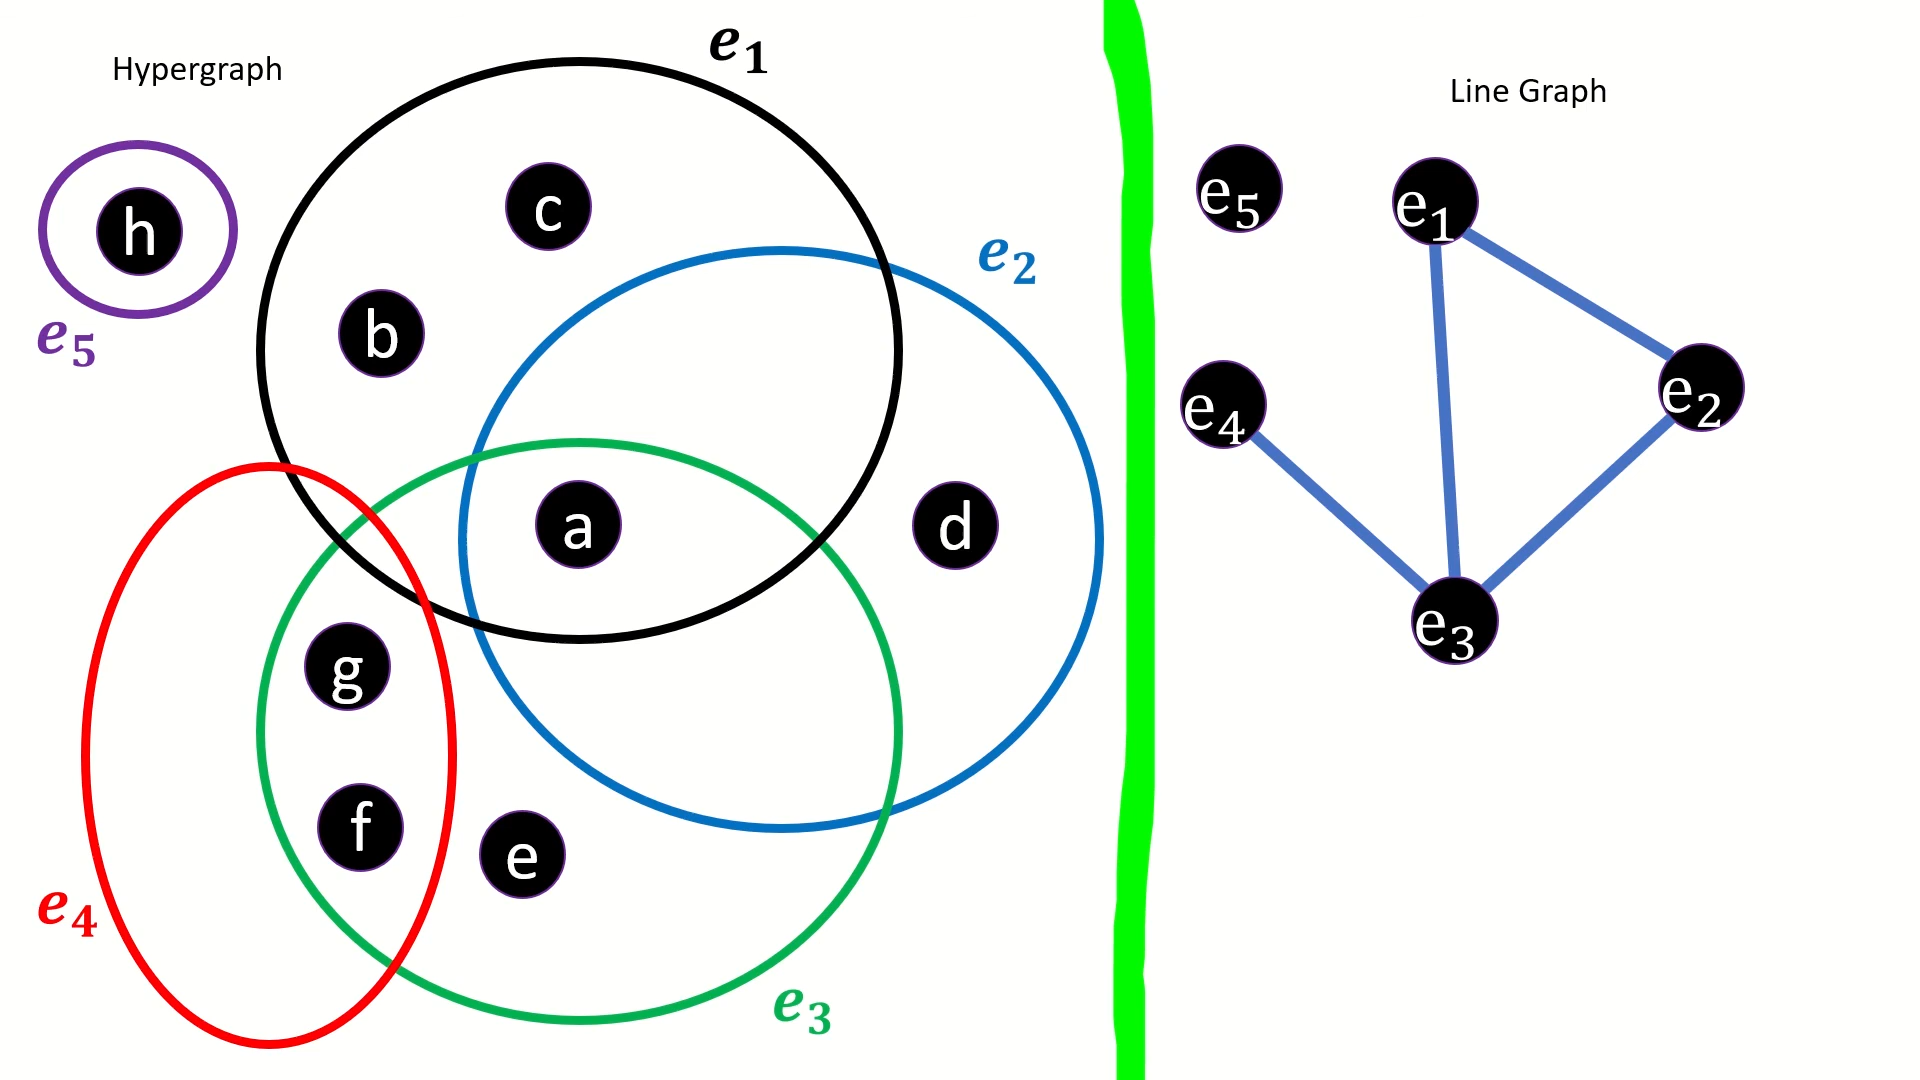 Hypergraph
e₁
c
e₂
h
b
e₅
a
d
g
f
e
e₄
e₃
Line Graph
e₅
e₁
e₄
e₂
e₃